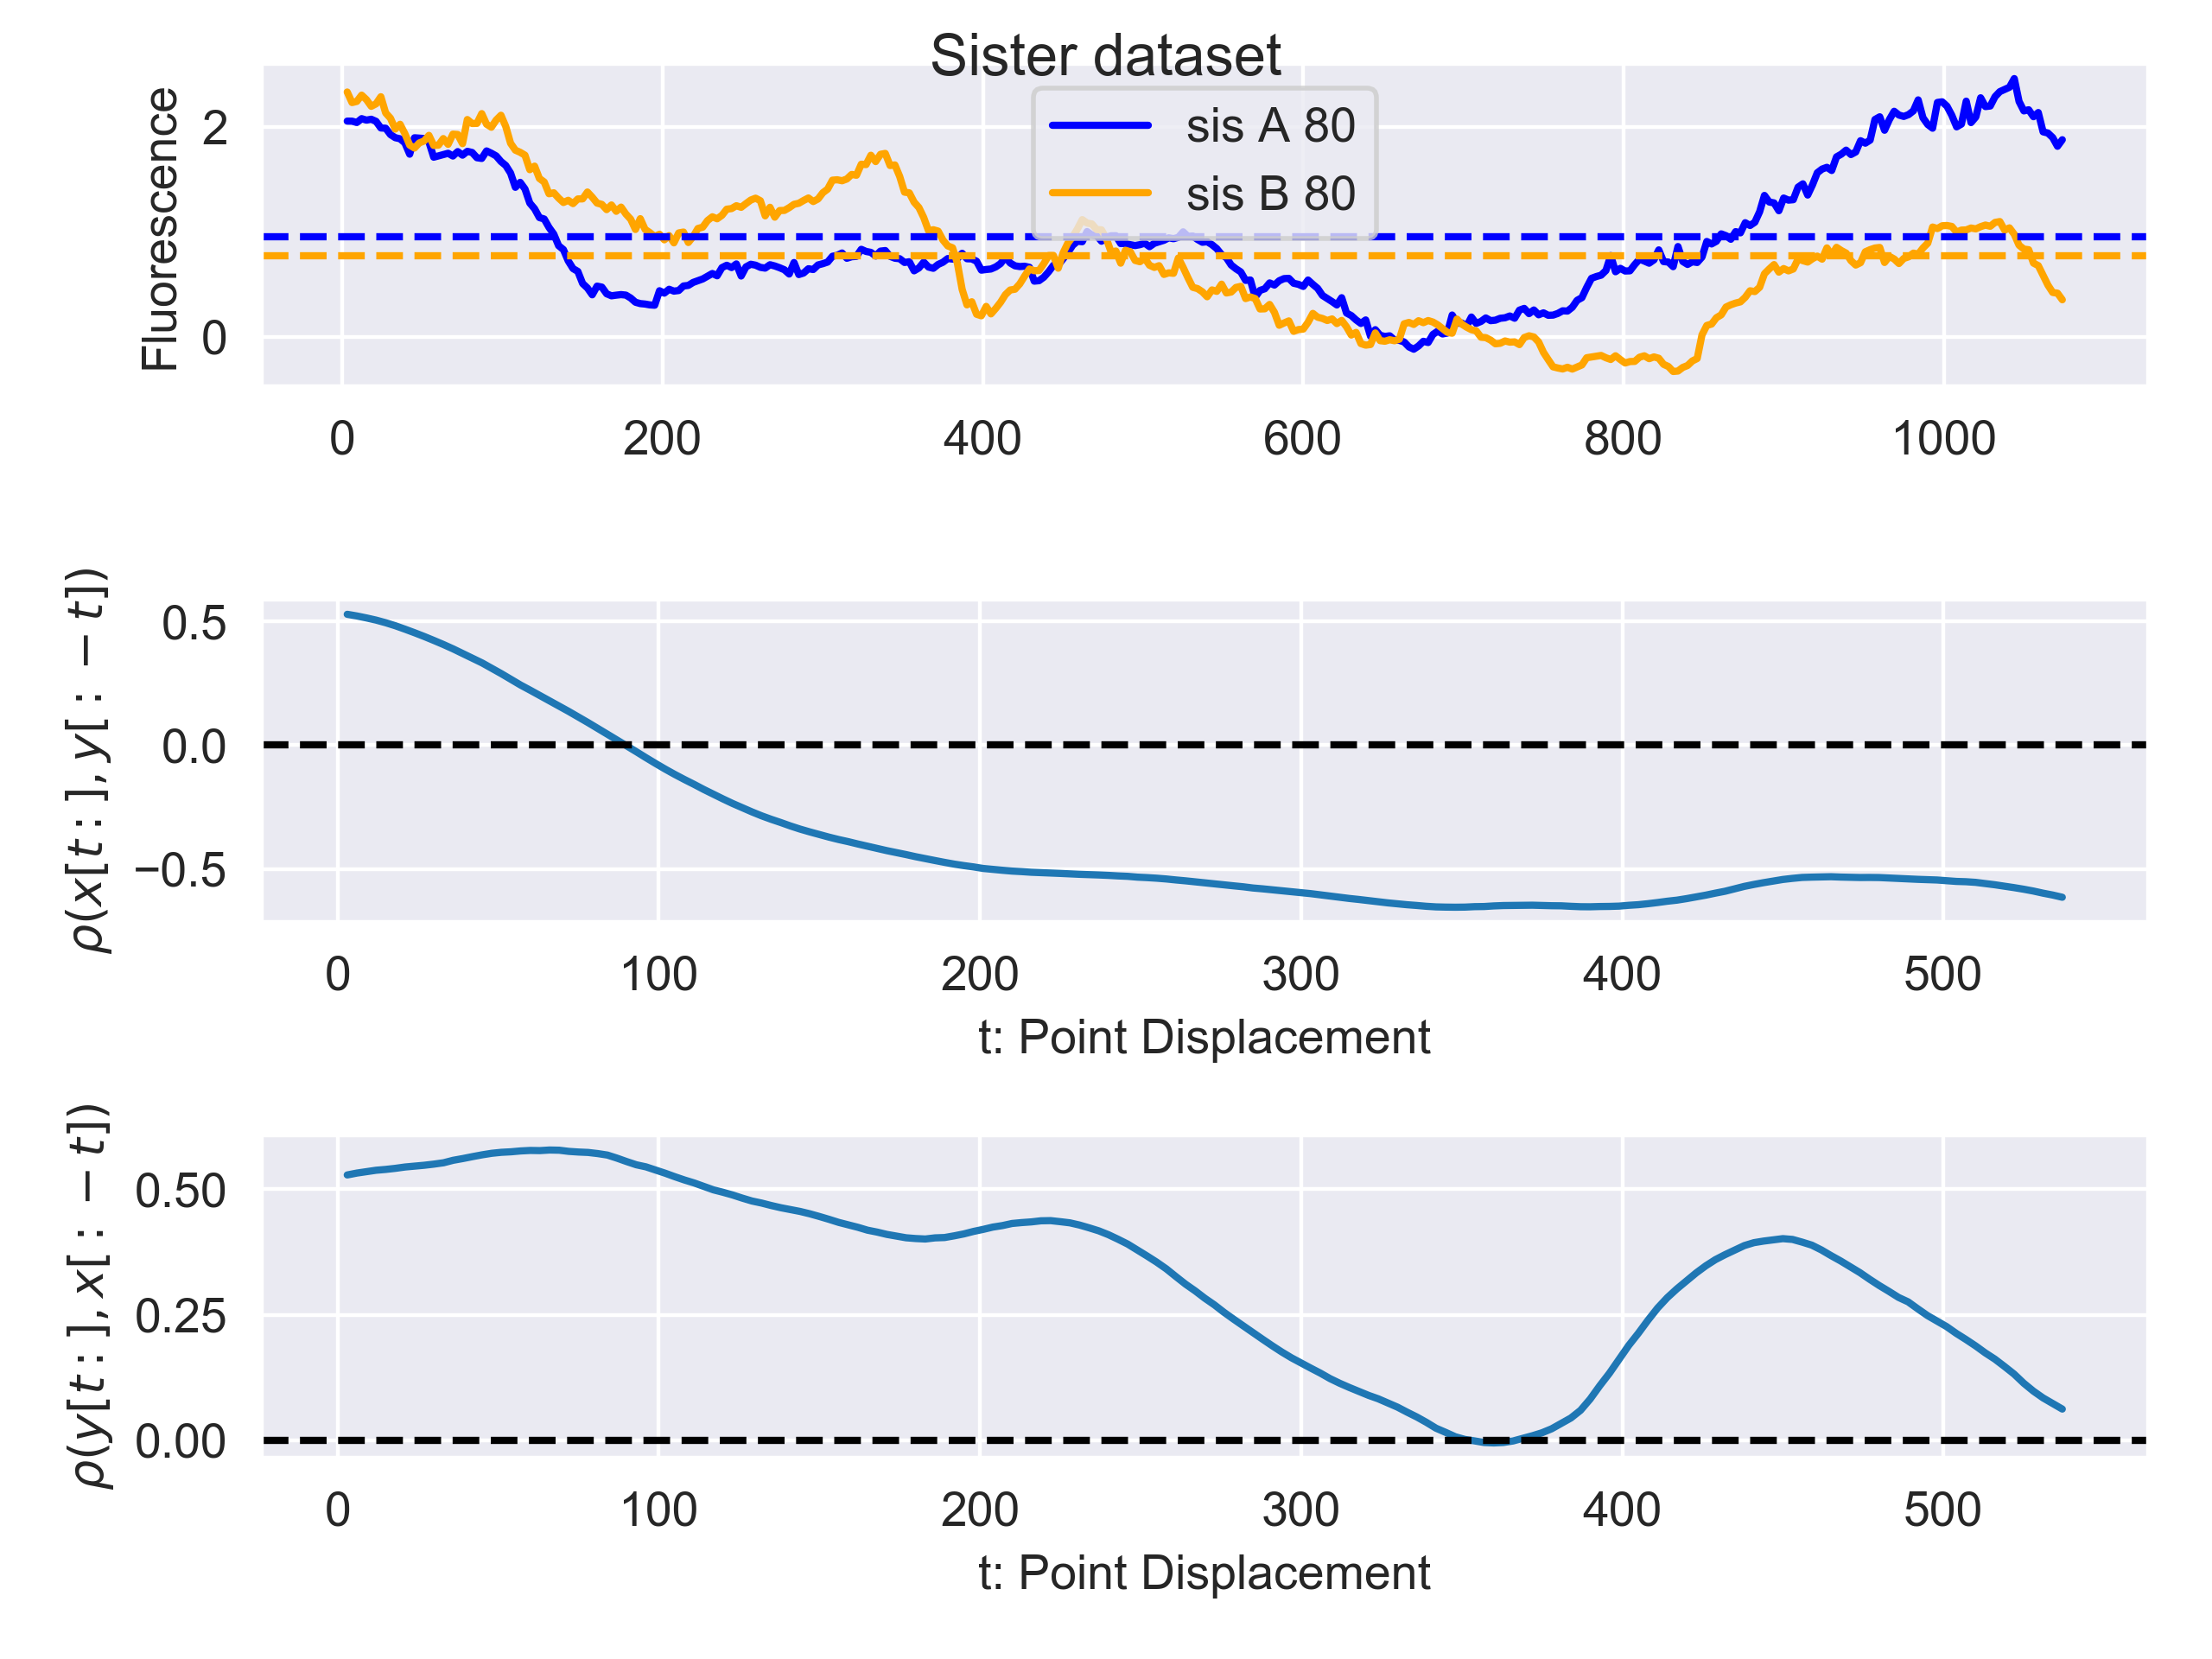 Sister dataset
sis A 80
sis B 80
Fluorescence
2
0
0 200 400 600 800 1000
ρ(x[t:],y[:−t])
0.5
0.0
−0.5
0 100 200 300 400 500
t: Point Displacement
ρ(y[t:],x[:−t])
0.50
0.25
0.00
0 100 200 300 400 500
t: Point Displacement